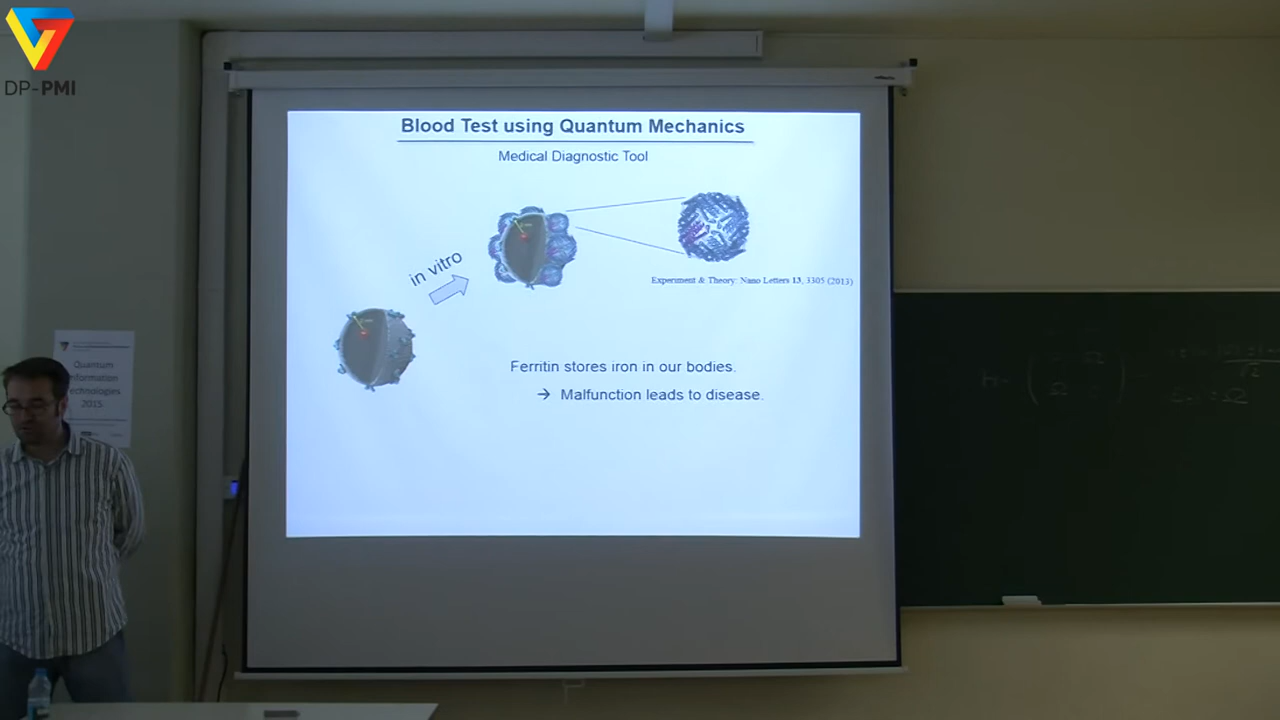 DP-PMI
Blood Test using Quantum Mechanics
Medical Diagnostic Tool
in vitro
Experiment & Theory: Nano Letters 13, 3305 (2013)
Ferritin stores iron in our bodies.
→ Malfunction leads to disease.
Quantum
Information
Technologies
2015